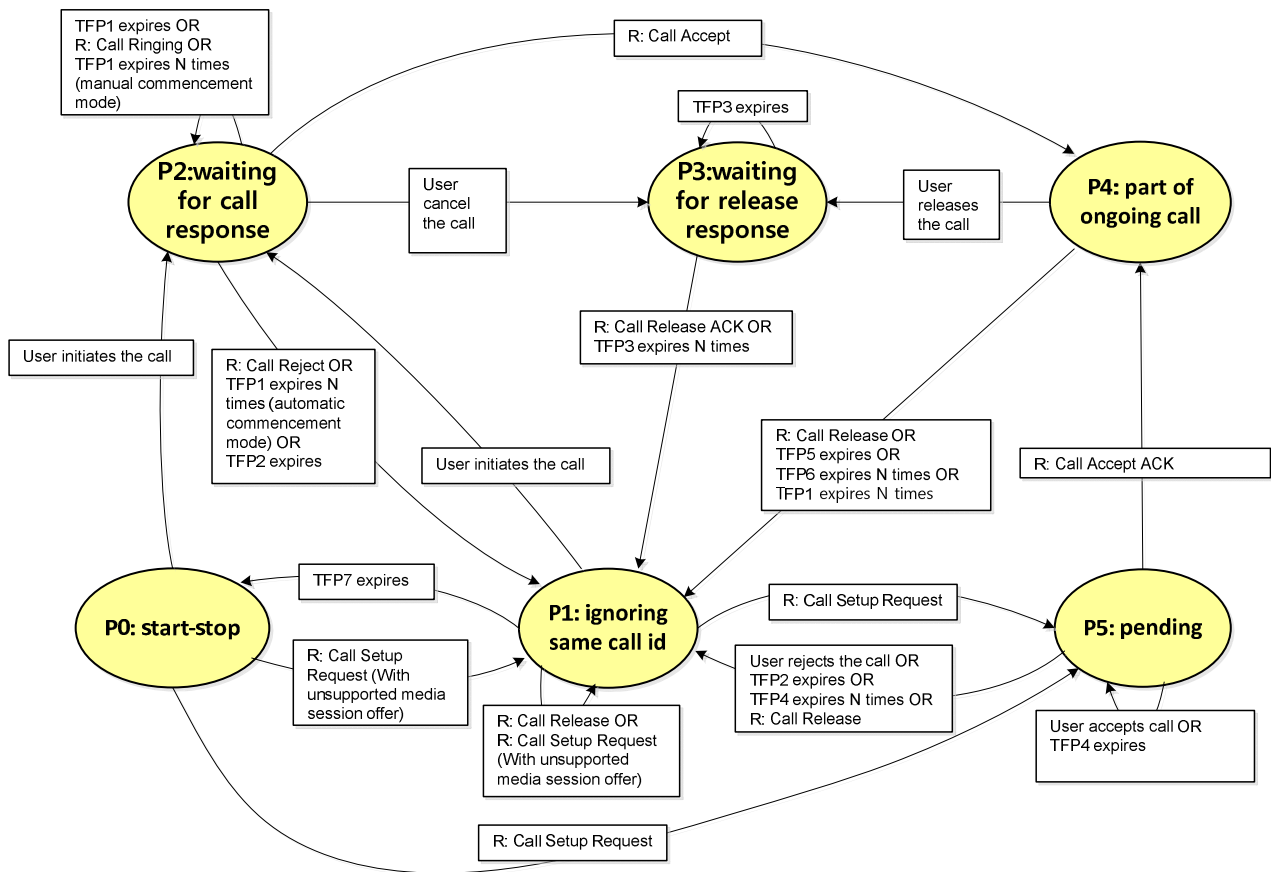 TFP1 expires OR
R: Call Ringing OR
TFP1 expires N times
(manual commencement
mode)
R: Call Accept
TFP3 expires
P2:waiting
for call
response
User
cancel
the call
P3:waiting
for release
response
User
releases
the call
P4: part of
ongoing call
User initiates the call
R: Call Reject OR
TFP1 expires N
times (automatic
commencement
mode) OR
TFP2 expires
User initiates the call
R: Call Release ACK OR
TFP3 expires N times
R: Call Release OR
TFP5 expires OR
TFP6 expires N times OR
TFP1 expires N times
R: Call Accept ACK
P0: start-stop
TFP7 expires
R: Call Setup
Request (With
unsupported media
session offer)
P1: ignoring
same call id
R: Call Release OR
R: Call Setup Request
(With unsupported
media session offer)
R: Call Setup Request
User rejects the call OR
TFP2 expires OR
TFP4 expires N times OR
R: Call Release
P5: pending
User accepts call OR
TFP4 expires
R: Call Setup Request